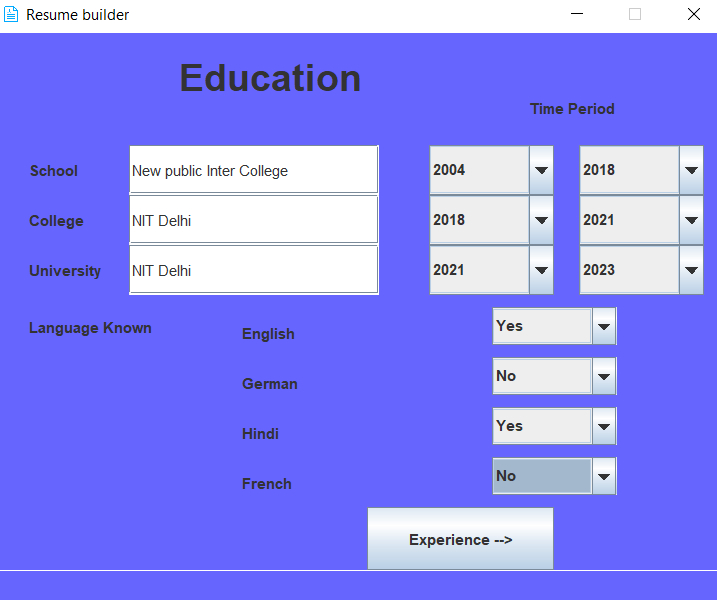 Resume builder
Education
Time Period
School New public Inter College 2004 2018
College NIT Delhi 2018 2021
University NIT Delhi 2021 2023
Language Known
English Yes
German No
Hindi Yes
French No
Experience -->